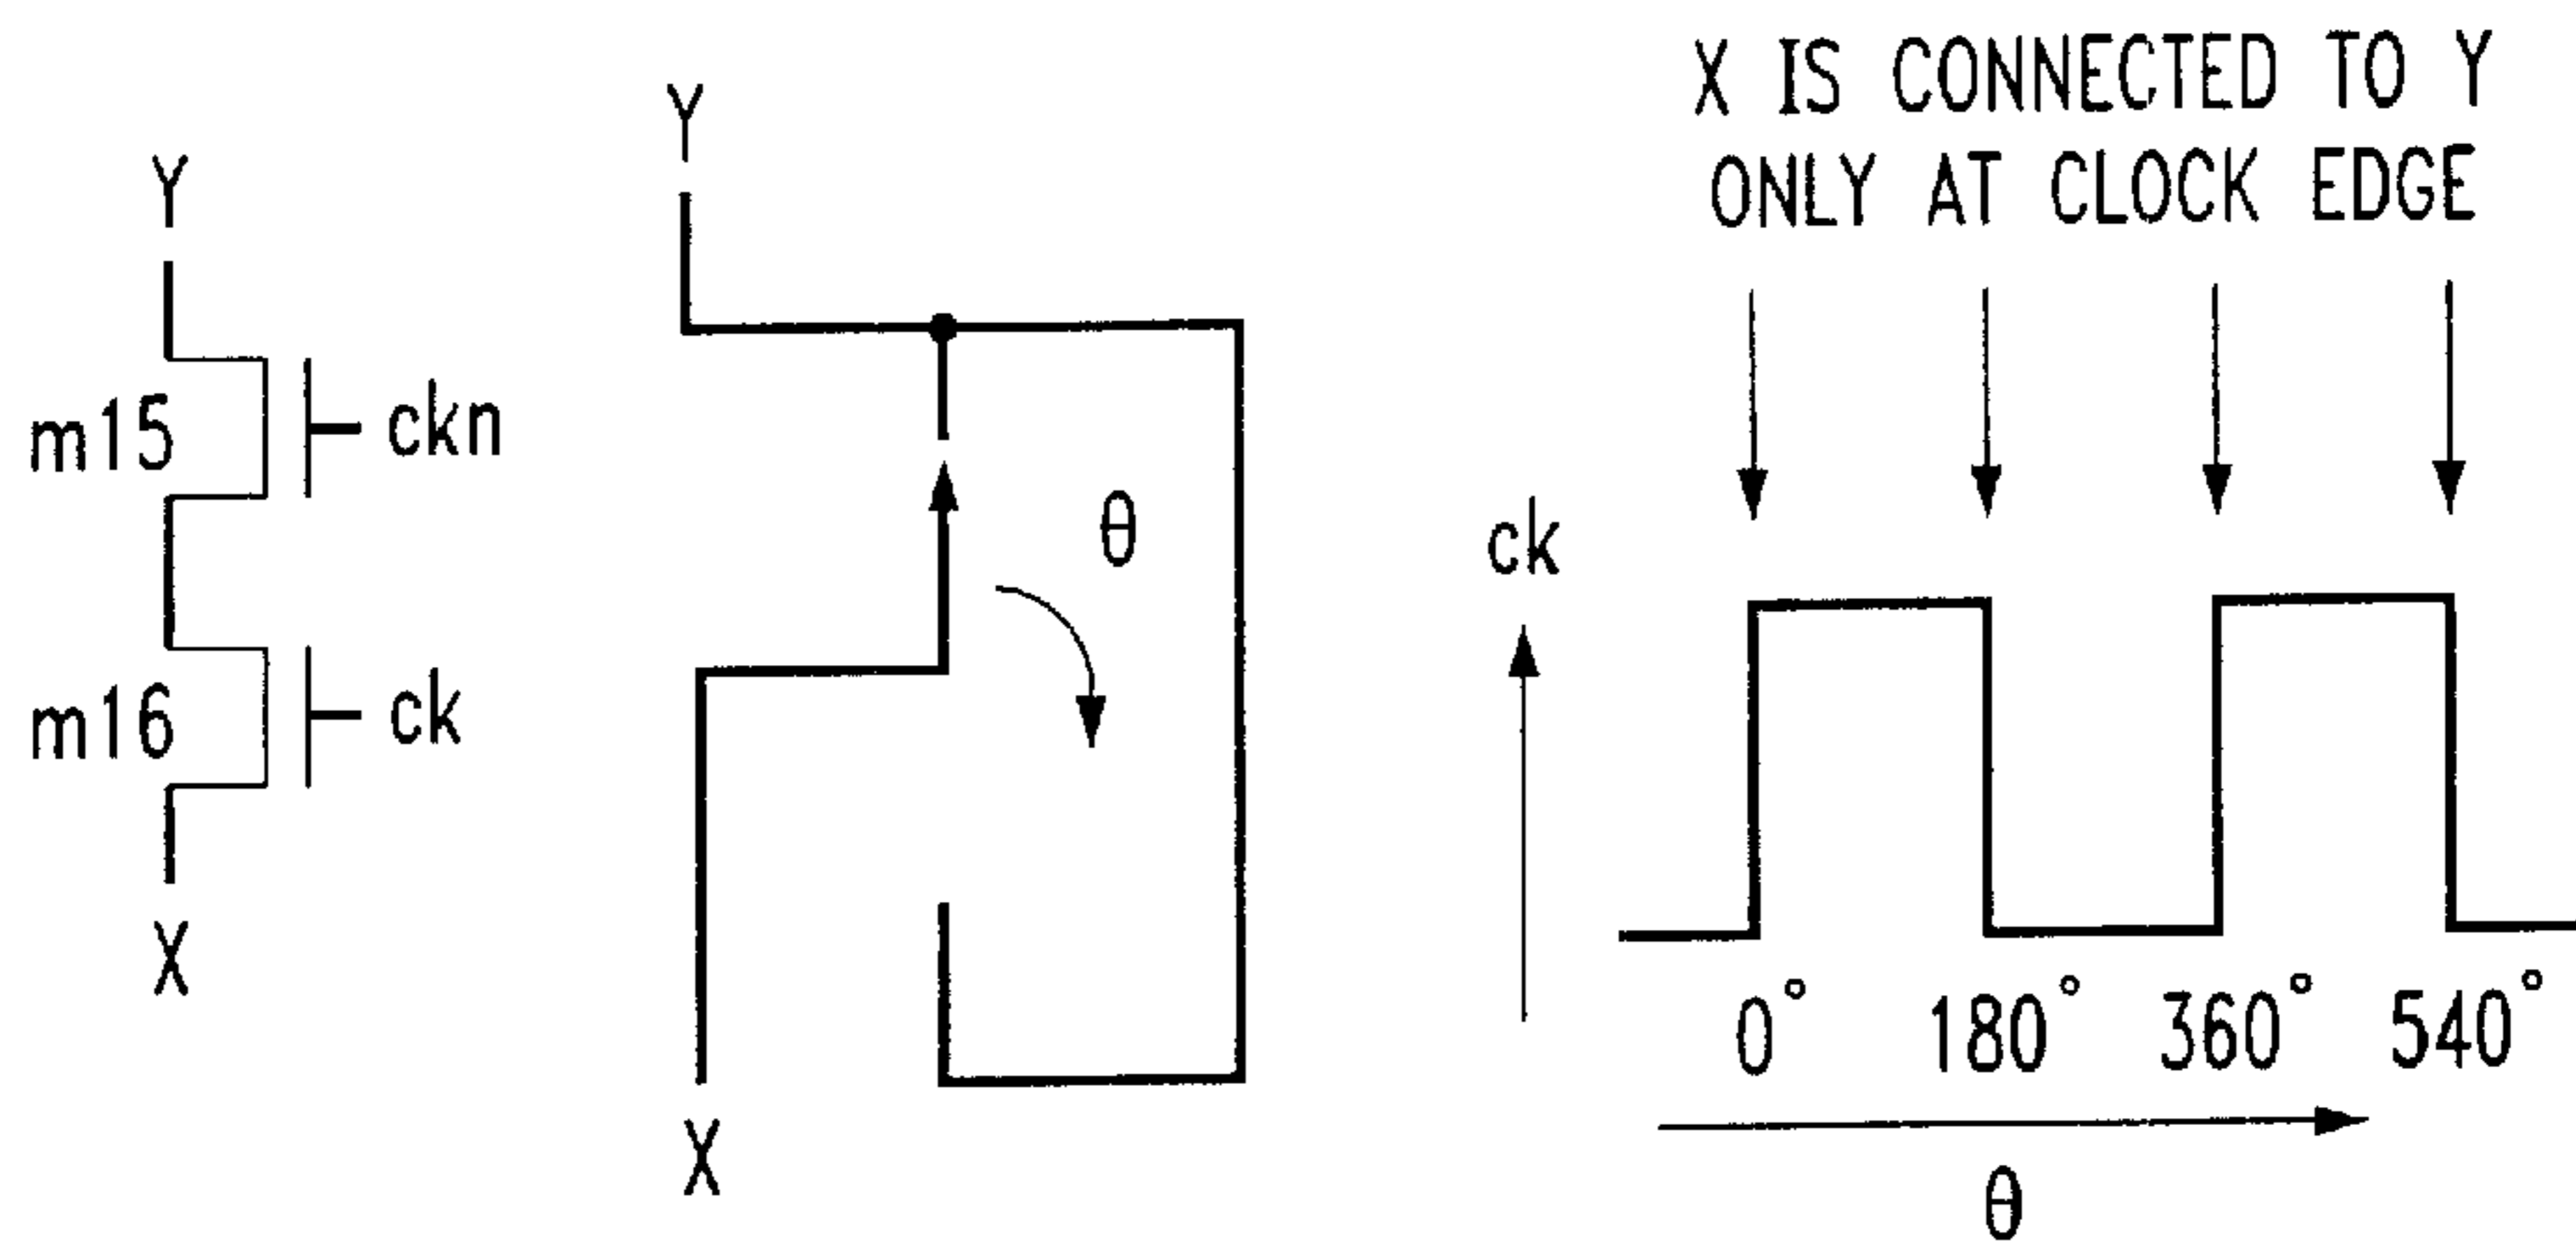 Y
m15
ckn
m16
ck
X
Y
θ
X
X IS CONNECTED TO Y
ONLY AT CLOCK EDGE
ck
0° 180° 360° 540°
θ